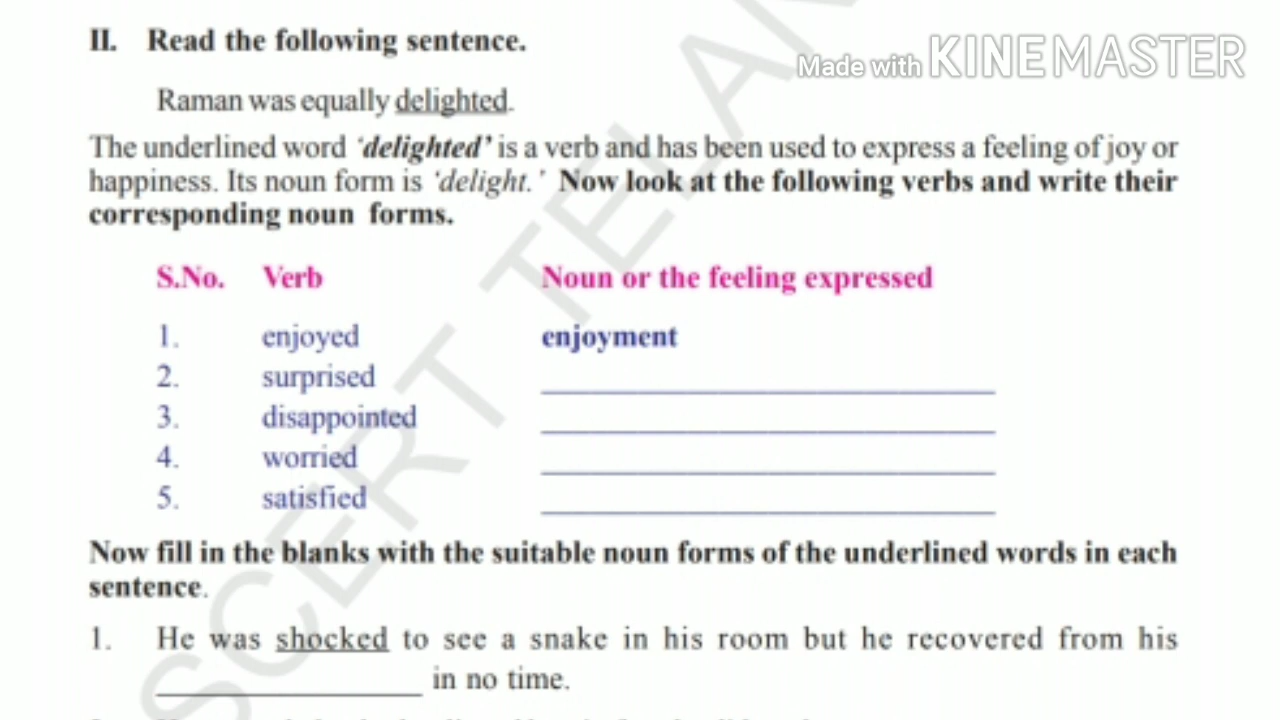 Made with KINEMASTER
II. Read the following sentence.
Raman was equally delighted.
The underlined word ‘delighted’ is a verb and has been used to express a feeling of joy or
happiness. Its noun form is ‘delight.’ Now look at the following verbs and write their
corresponding noun forms.
S.No. Verb Noun or the feeling expressed
1. enjoyed enjoyment
2. surprised
3. disappointed
4. worried
5. satisfied
Now fill in the blanks with the suitable noun forms of the underlined words in each
sentence.
1. He was shocked to see a snake in his room but he recovered from his
in no time.
SCERT TELAN